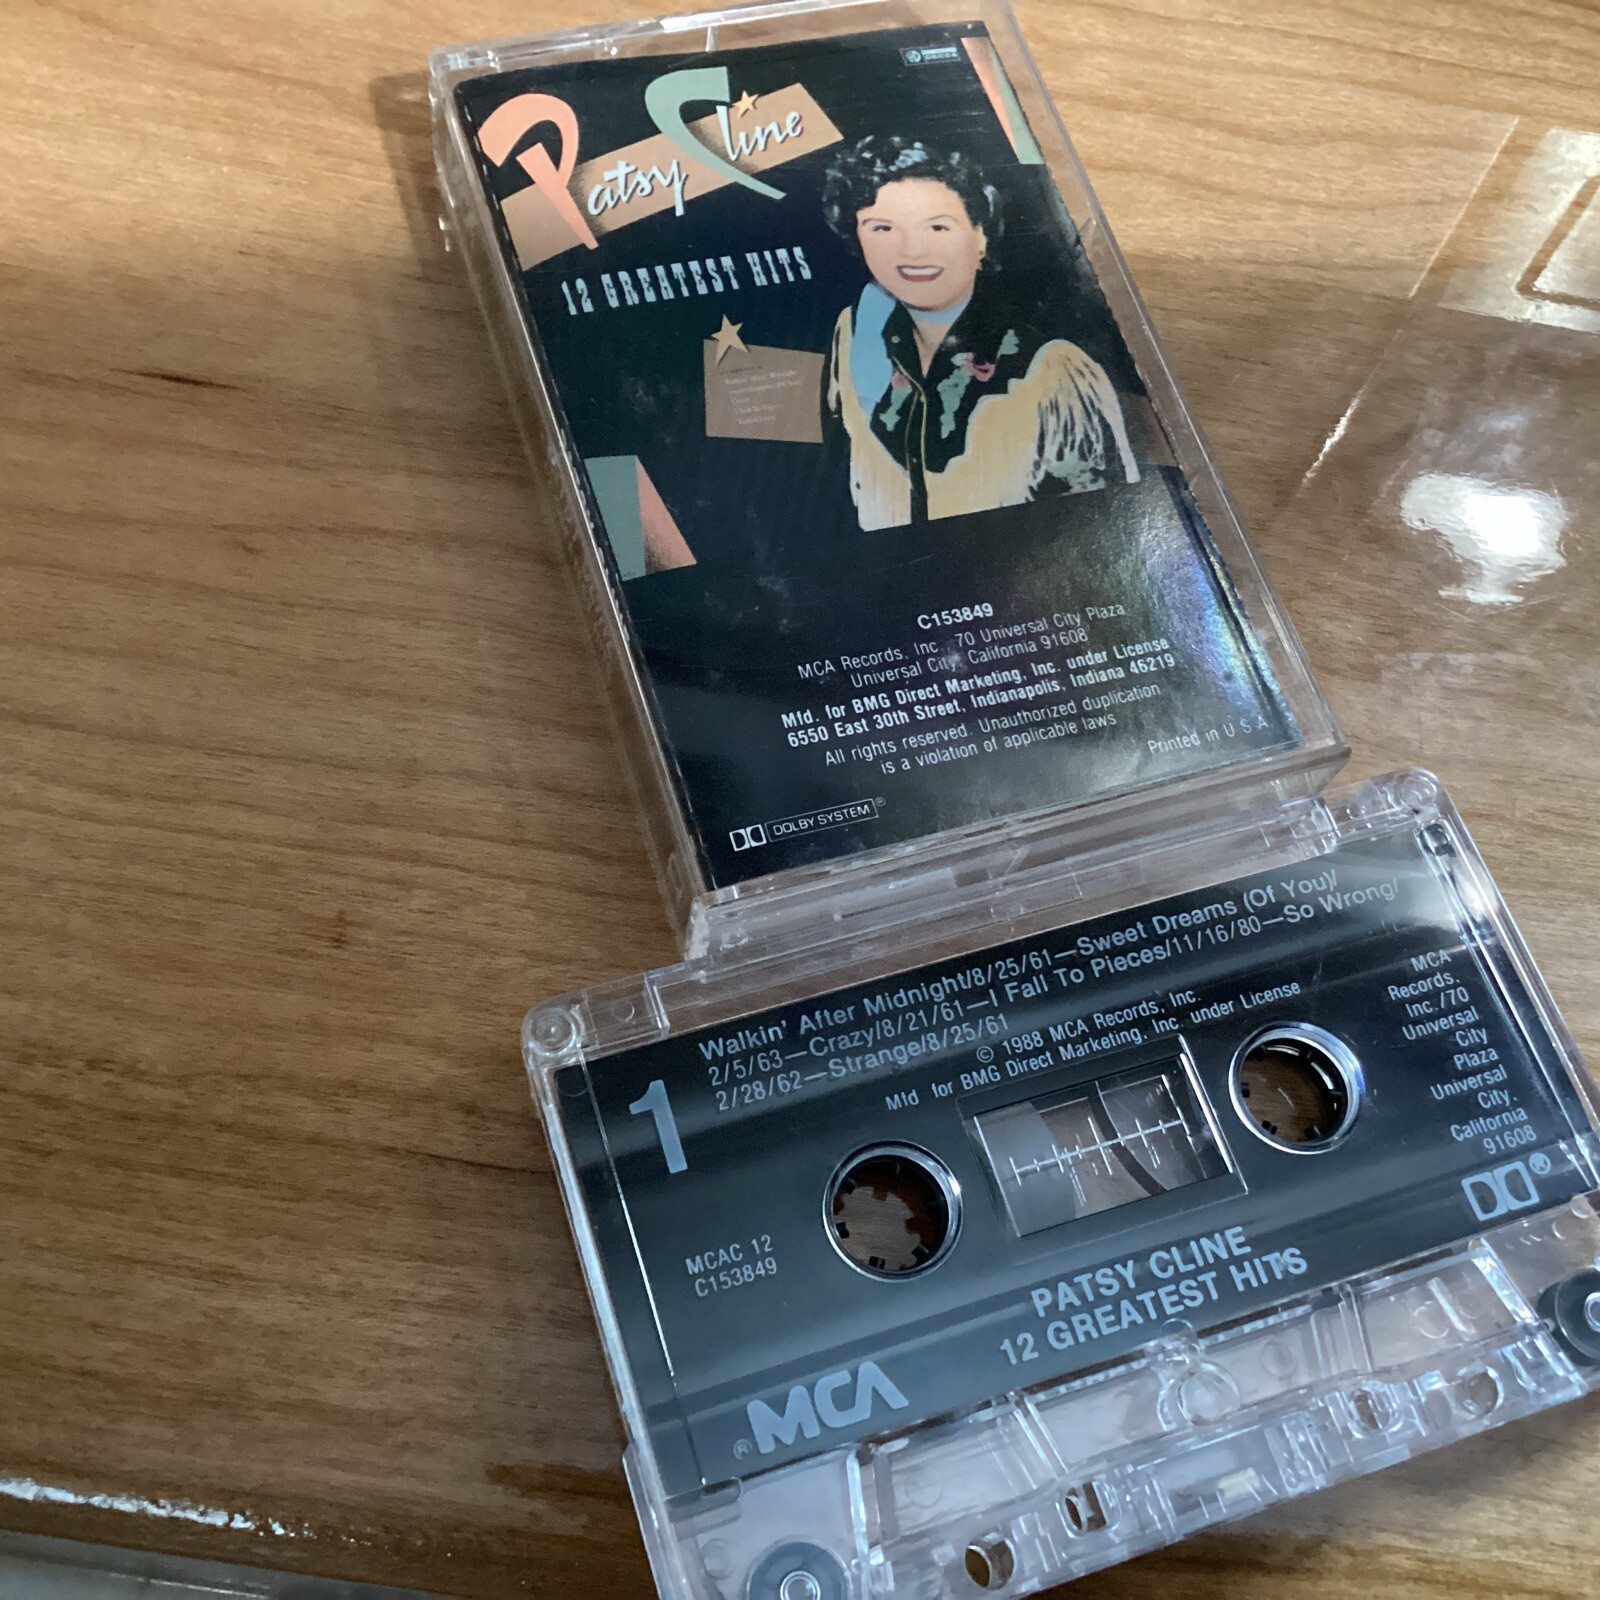 Patsy Cline
12 GREATEST HITS
C153849
MCA Records, Inc. 70 Universal City Plaza
Universal City, California 91608
Mfd. for BMG Direct Marketing, Inc. under License
6550 East 30th Street, Indianapolis, Indiana 46219
All rights reserved. Unauthorized duplication
is a violation of applicable laws
Printed in U S A
DOLBY SYSTEM®
Walkin' After Midnight/8/25/61—Sweet Dreams (Of You)/
2/5/63—Crazy/8/21/61—I Fall To Pieces/11/16/80—So Wrong/
2/28/62—Strange/8/25/61
© 1988 MCA Records, Inc.
Mfd for BMG Direct Marketing, Inc. under License
1
MCA
Records,
Inc./70
Universal
City
Plaza
Universal
City,
California
91608
MCAC 12
C153849
PATSY CLINE
12 GREATEST HITS
®MCA